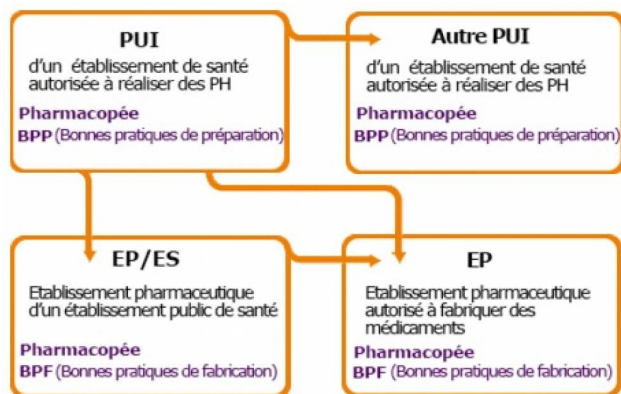 PUI
d'un établissement de santé
autorisée à réaliser des PH
Pharmacopée
BPP (Bonnes pratiques de préparation)
Autre PUI
d'un établissement de santé
autorisée à réaliser des PH
Pharmacopée
BPP (Bonnes pratiques de préparation)
EP/ES
Etablissement pharmaceutique
d'un établissement public de santé
Pharmacopée
BPF (Bonnes pratiques de fabrication)
EP
Etablissement pharmaceutique
autorisé à fabriquer des
médicaments
Pharmacopée
BPF (Bonnes pratiques de fabrication)